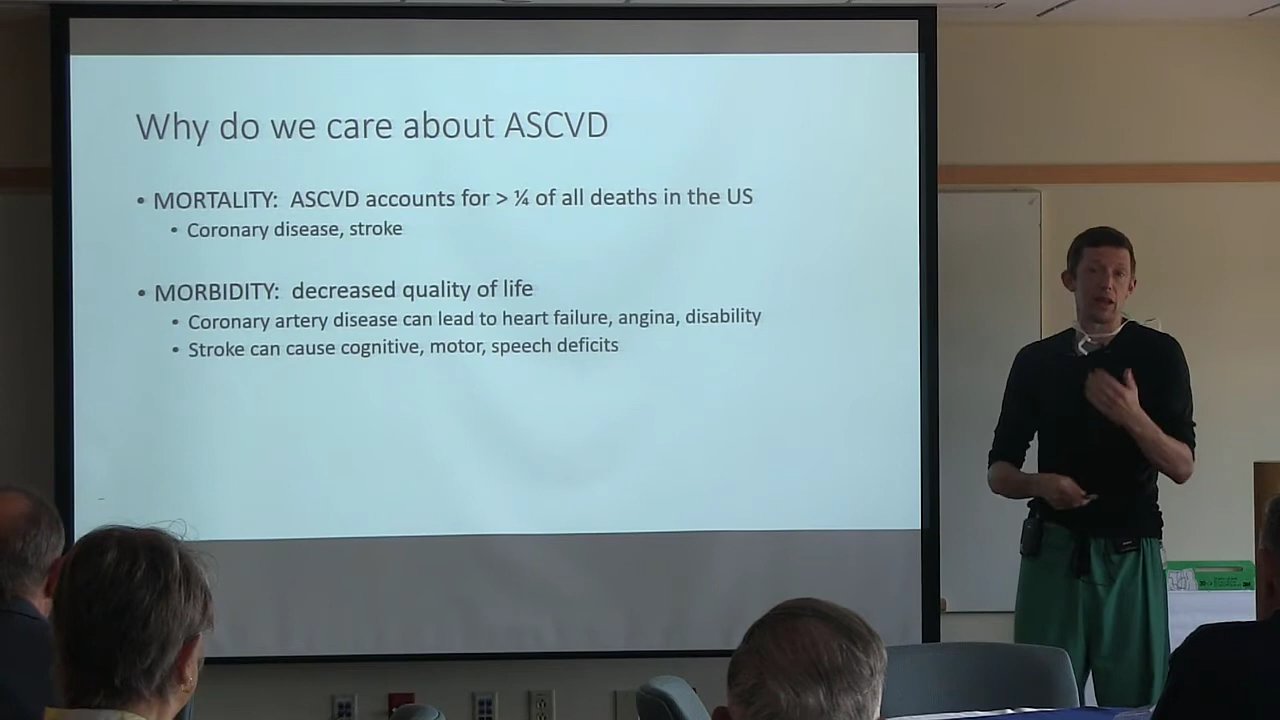 Why do we care about ASCVD
• MORTALITY: ASCVD accounts for > ¼ of all deaths in the US
• Coronary disease, stroke
• MORBIDITY: decreased quality of life
• Coronary artery disease can lead to heart failure, angina, disability
• Stroke can cause cognitive, motor, speech deficits